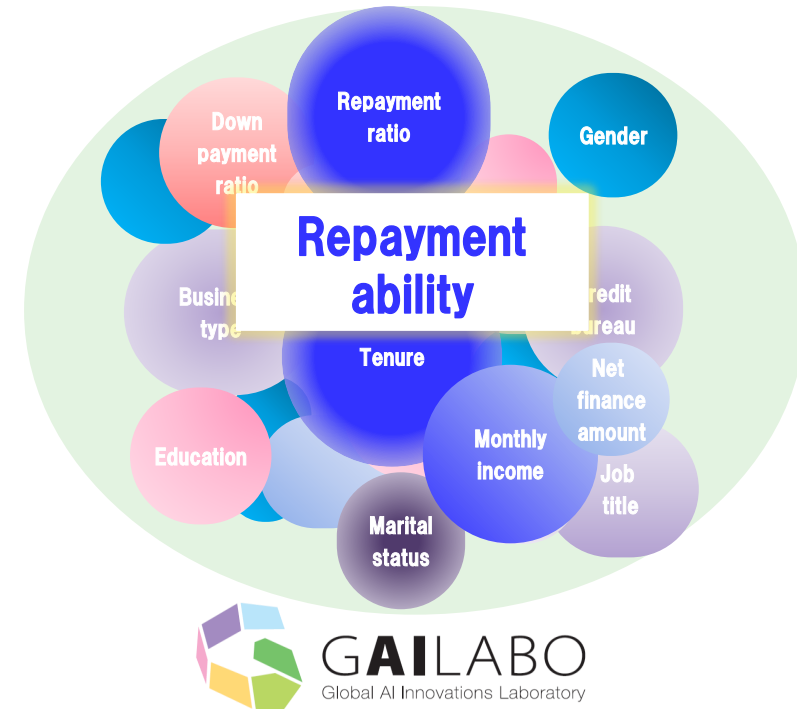 Repayment
ratio
Down
payment
ratio
Gender
Repayment
ability
type
Tenure
Net
finance
amount
Monthly
income
Education
Job
title
Marital
status
GAILABO
Global AI Innovations Laboratory